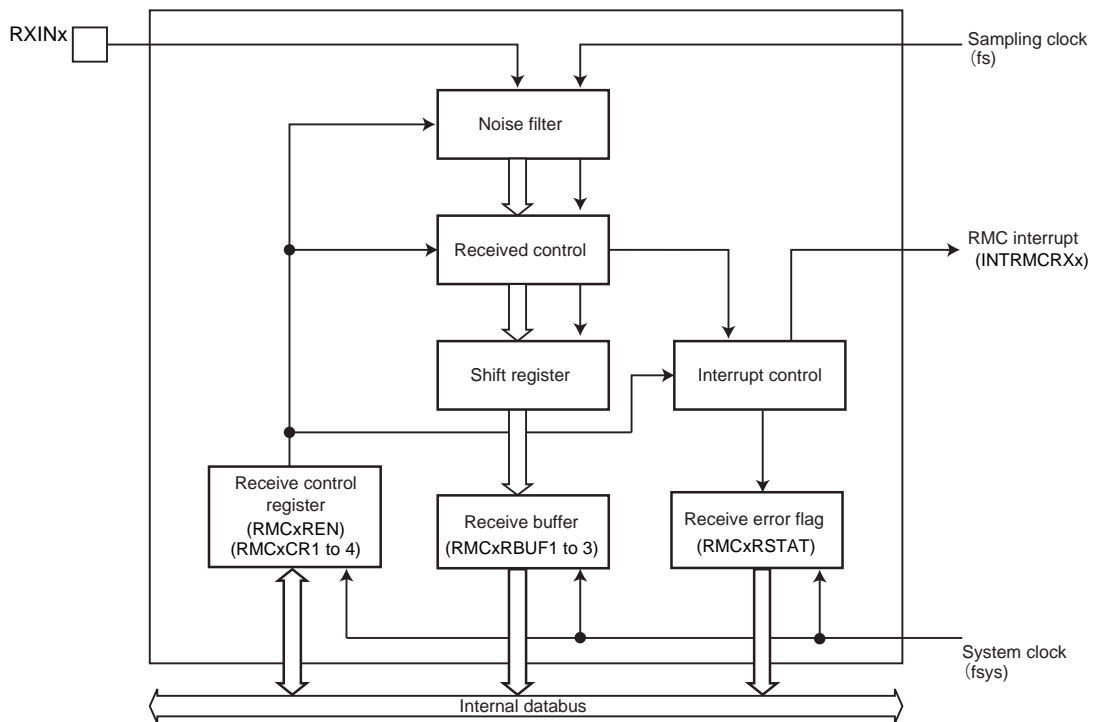 RXINx
Sampling clock
(fs)
Noise filter
Received control
RMC interrupt
(INTRMCRXx)
Shift register
Interrupt control
Receive control
register
(RMCxREN)
(RMCxCR1 to 4)
Receive buffer
(RMCxRBUF1 to 3)
Receive error flag
(RMCxRSTAT)
System clock
(fsys)
Internal databus